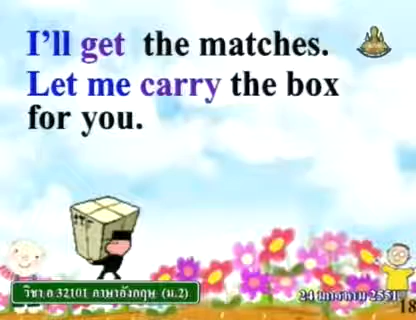 I'll get the matches.
Let me carry the box
for you.
วิชา อ 32101 ภาษาอังกฤษ (ม.2)
24 มกราคม 2551
18